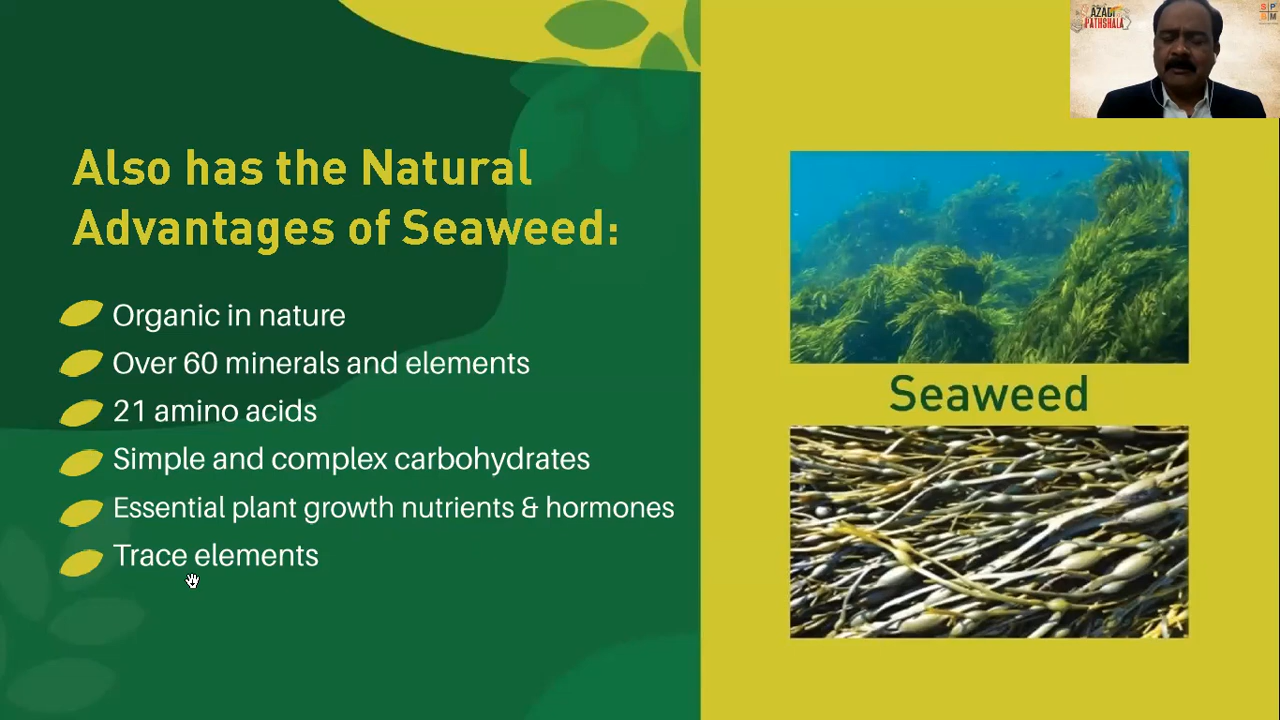 Also has the Natural
Advantages of Seaweed:
Organic in nature
Over 60 minerals and elements
21 amino acids
Simple and complex carbohydrates
Essential plant growth nutrients & hormones
Trace elements
Seaweed
AZADI
PATHSHALA
S P
S M